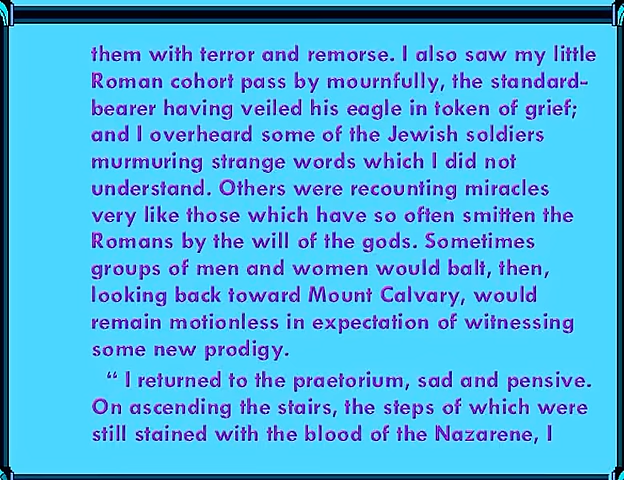 them with terror and remorse. I also saw my little
Roman cohort pass by mournfully, the standard-
bearer having veiled his eagle in token of grief;
and I overheard some of the Jewish soldiers
murmuring strange words which I did not
understand. Others were recounting miracles
very like those which have so often smitten the
Romans by the will of the gods. Sometimes
groups of men and women would balt, then,
looking back toward Mount Calvary, would
remain motionless in expectation of witnessing
some new prodigy.
“ I returned to the praetorium, sad and pensive.
On ascending the stairs, the steps of which were
still stained with the blood of the Nazarene, I